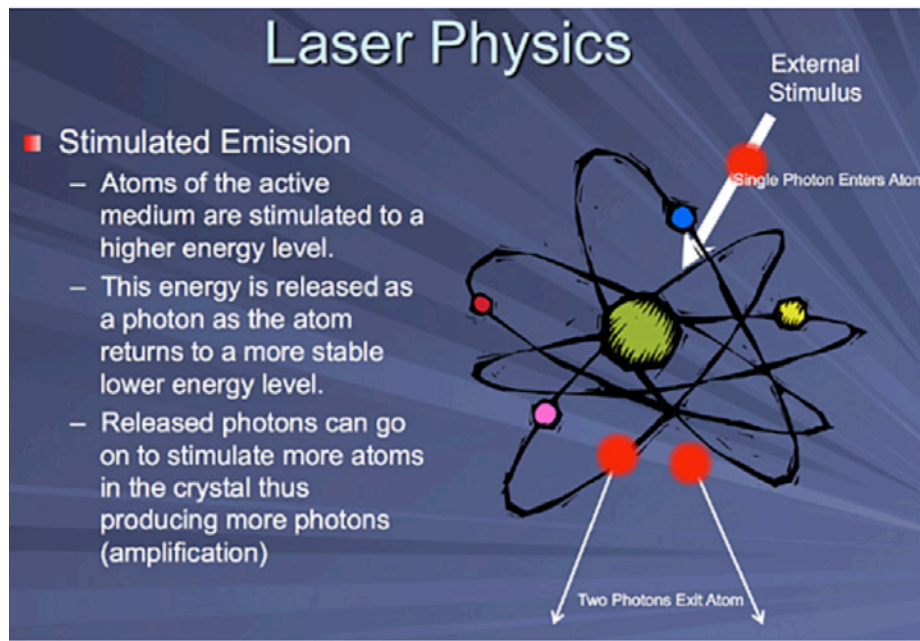 Laser Physics
External
Stimulus
Single Photon Enters Atom
Stimulated Emission
– Atoms of the active
medium are stimulated to a
higher energy level.
– This energy is released as
a photon as the atom
returns to a more stable
lower energy level.
– Released photons can go
on to stimulate more atoms
in the crystal thus
producing more photons
(amplification)
Two Photons Exit Atom